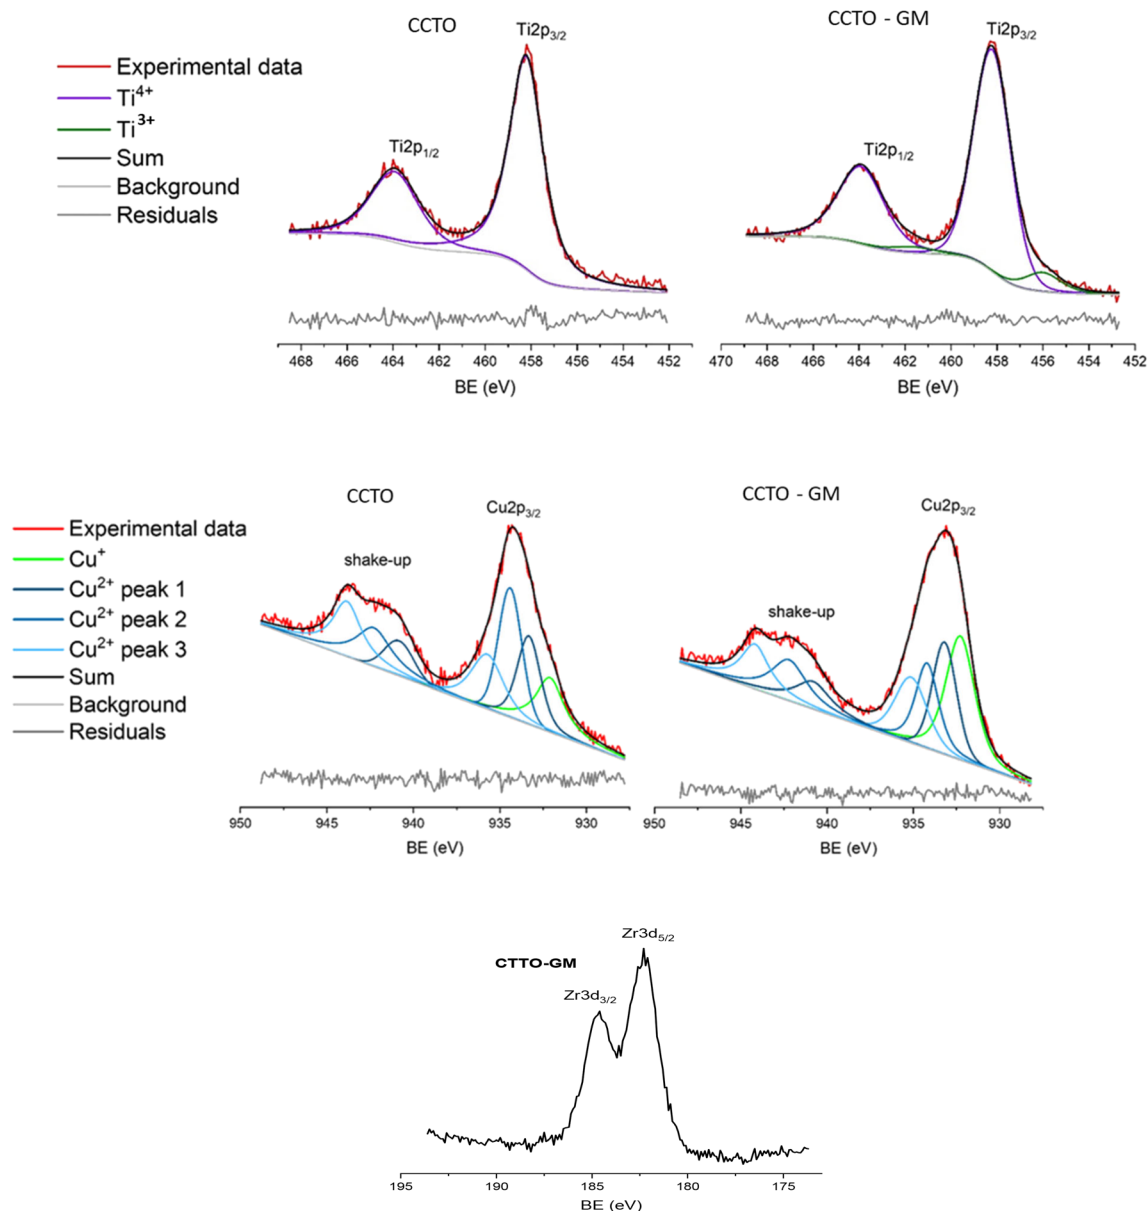 CCTO
Ti2p3/2
Experimental data
Ti4+
Ti3+
Sum
Background
Residuals
Ti2p1/2
468 466 464 462 460 458 456 454 452
BE (eV)
CCTO - GM
Ti2p3/2
Ti2p1/2
470 468 466 464 462 460 458 456 454 452
BE (eV)
CCTO
Cu2p3/2
Experimental data
Cu+
Cu2+ peak 1
Cu2+ peak 2
Cu2+ peak 3
Sum
Background
Residuals
shake-up
950 945 940 935 930
BE (eV)
CCTO - GM
Cu2p3/2
shake-up
950 945 940 935 930
BE (eV)
Zr3d5/2
CTTO-GM
Zr3d3/2
195 190 185 180 175
BE (eV)